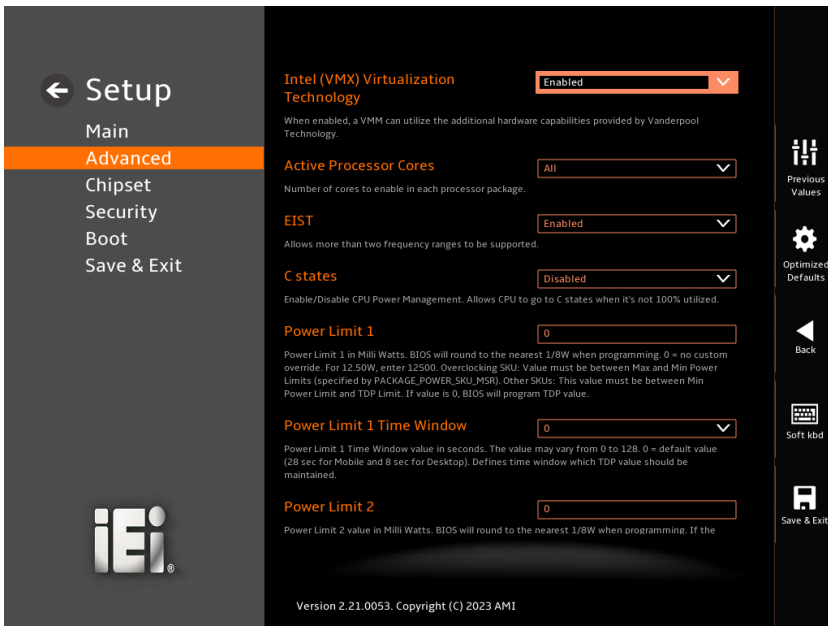 Setup
Main
Advanced
Chipset
Security
Boot
Save & Exit
iEi®
Intel (VMX) Virtualization
Technology
Enabled
When enabled, a VMM can utilize the additional hardware capabilities provided by Vanderpool
Technology.
Active Processor Cores
All
Number of cores to enable in each processor package.
EIST
Enabled
Allows more than two frequency ranges to be supported.
C states
Disabled
Enable/Disable CPU Power Management. Allows CPU to go to C states when it's not 100% utilized.
Power Limit 1
0
Power Limit 1 in Milli Watts. BIOS will round to the nearest 1/8W when programming. 0 = no custom
override. For 12.50W, enter 12500. Overclocking SKU: Value must be between Max and Min Power
Limits (specified by PACKAGE_POWER_SKU_MSR). Other SKUs: This value must be between Min
Power Limit and TDP Limit. If value is 0, BIOS will program TDP value.
Power Limit 1 Time Window
0
Power Limit 1 Time Window value in seconds. The value may vary from 0 to 128. 0 = default value
(28 sec for Mobile and 8 sec for Desktop). Defines time window which TDP value should be
maintained.
Power Limit 2
0
Power Limit 2 value in Milli Watts. BIOS will round to the nearest 1/8W when programming. If the
Version 2.21.0053. Copyright (C) 2023 AMI
Previous
Values
Optimized
Defaults
Back
Soft kbd
Save & Exit